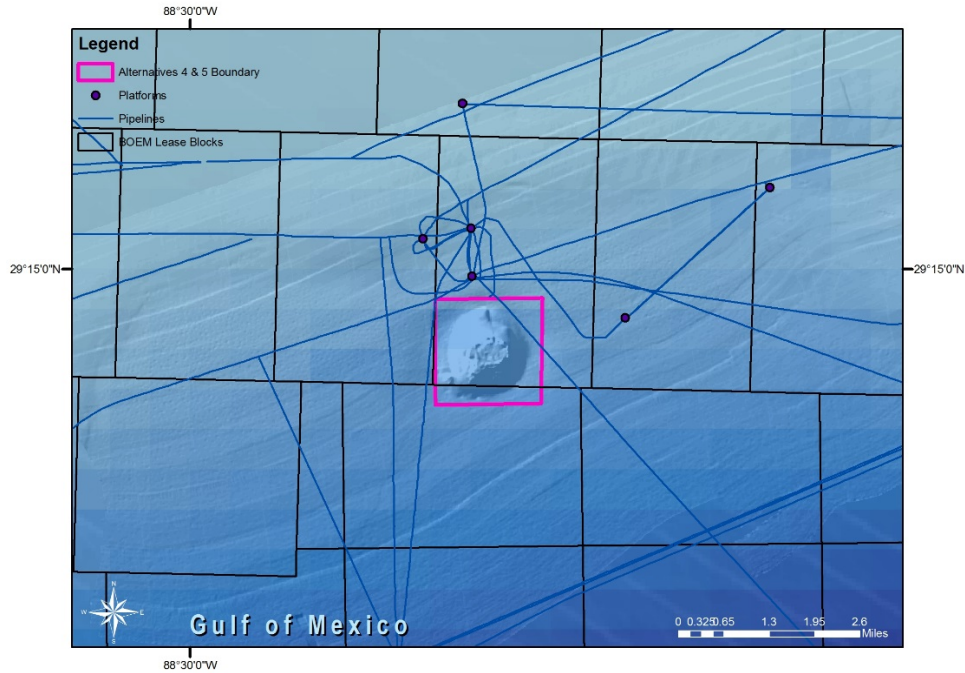 88°30'0"W
Legend
Alternatives 4 & 5 Boundary
Platforms
Pipelines
BOEM Lease Blocks
29°15'0"N
29°15'0"N
N
W
E
S
Gulf of Mexico
0 0.325 0.65 1.3 1.95 2.6
Miles
88°30'0"W